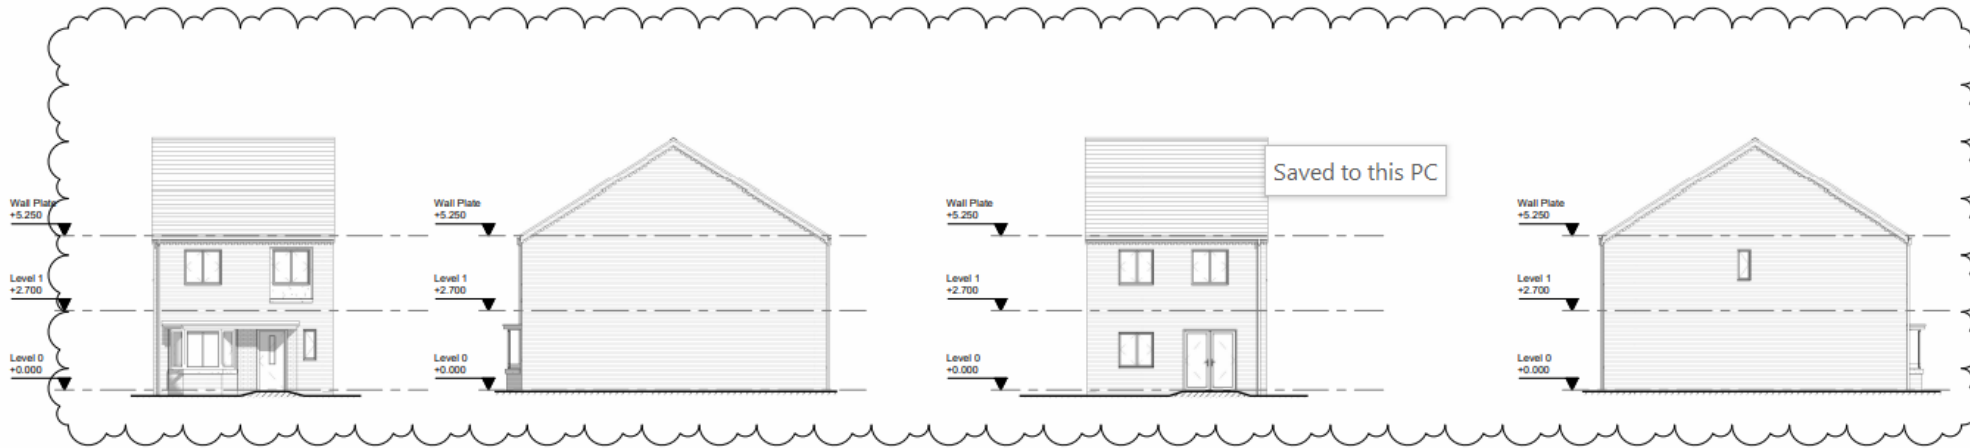 Wall Plate
+5.250
Level 1
+2.700
Level 0
+0.000
Wall Plate
+5.250
Level 1
+2.700
Level 0
+0.000
Wall Plate
+5.250
Level 1
+2.700
Level 0
+0.000
Saved to this PC
Wall Plate
+5.250
Level 1
+2.700
Level 0
+0.000